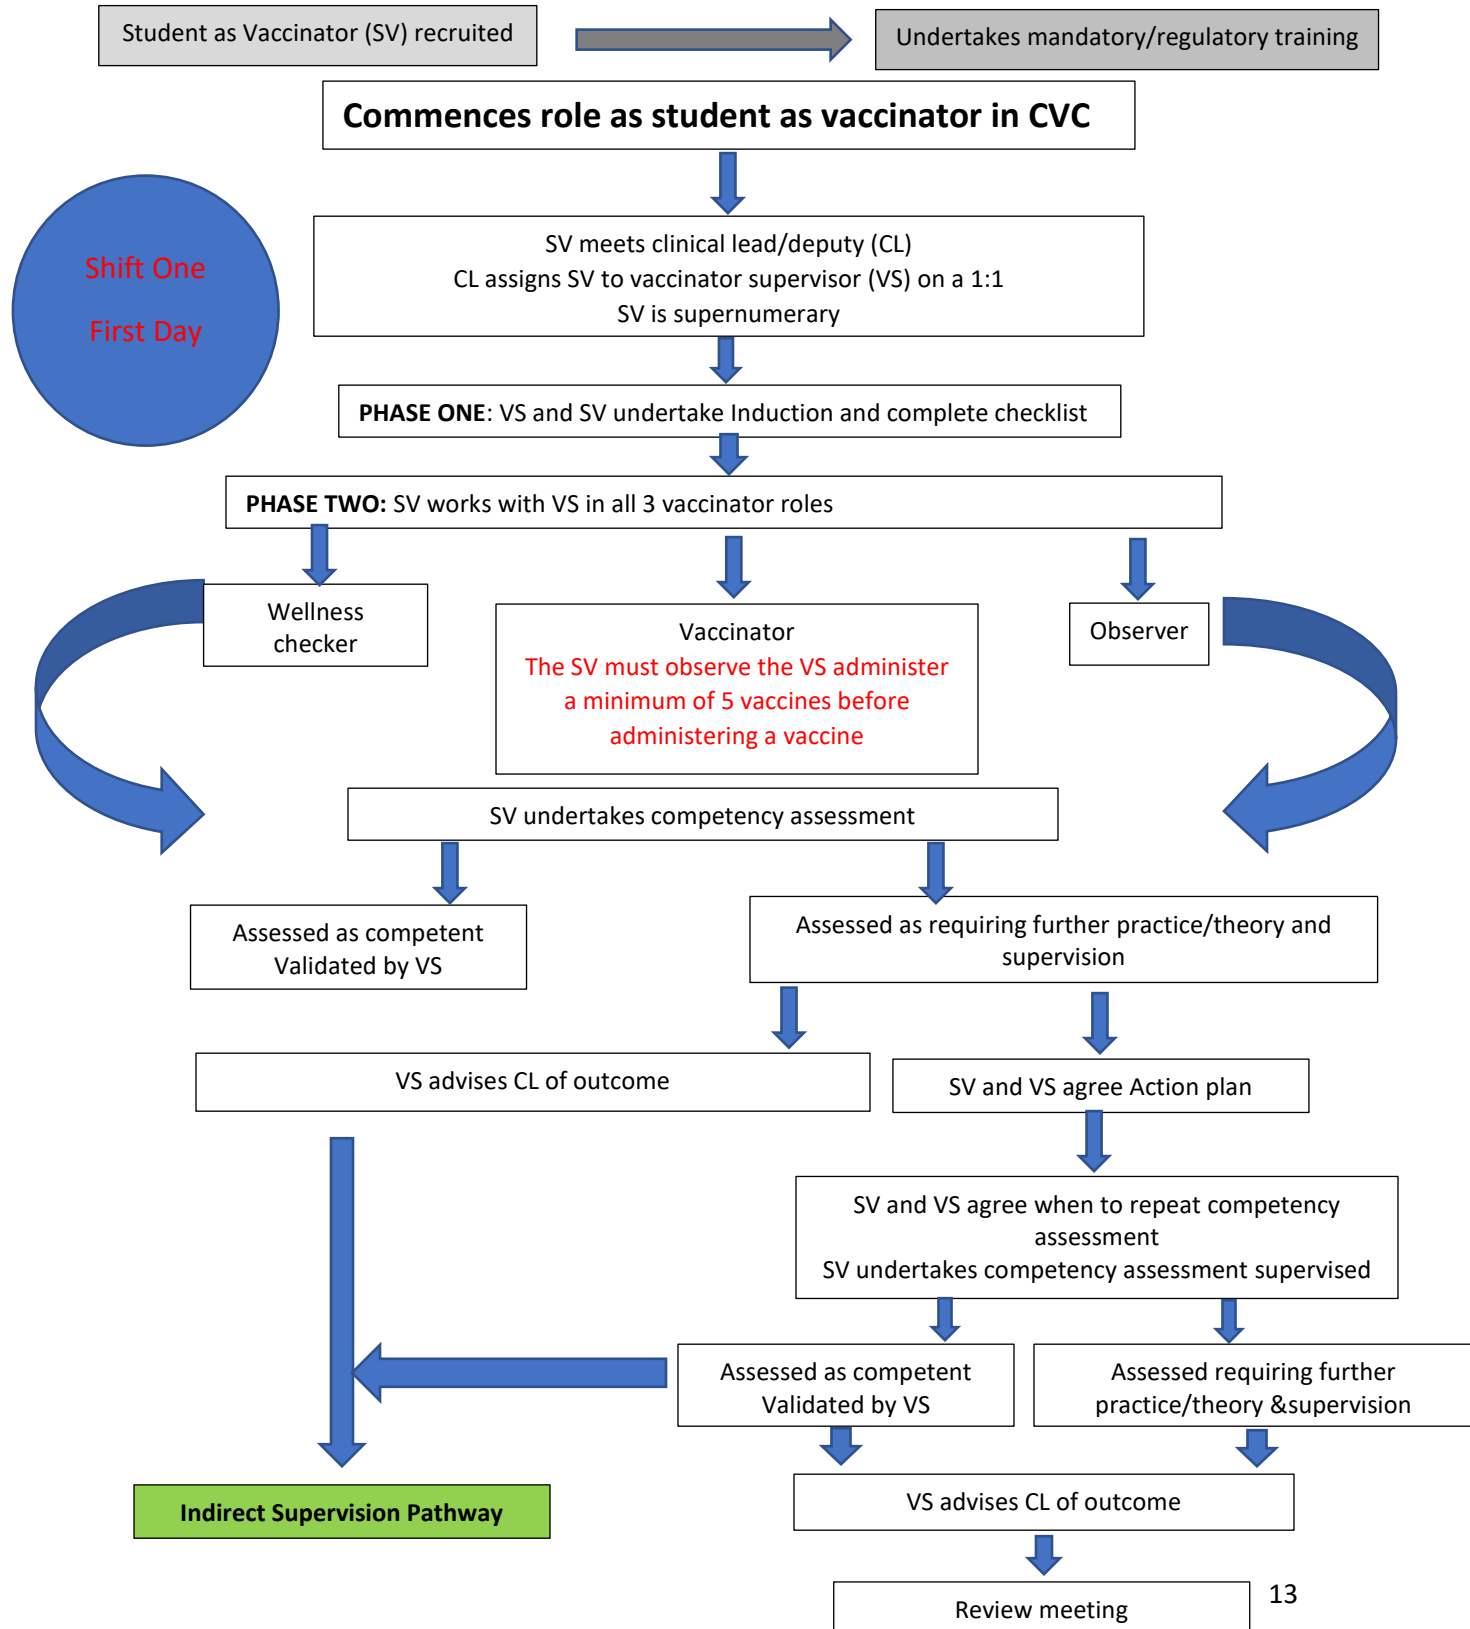 Student as Vaccinator (SV) recruited
Undertakes mandatory/regulatory training
Commences role as student as vaccinator in CVC
Shift One
First Day
SV meets clinical lead/deputy (CL)
CL assigns SV to vaccinator supervisor (VS) on a 1:1
SV is supernumerary
PHASE ONE: VS and SV undertake Induction and complete checklist
PHASE TWO: SV works with VS in all 3 vaccinator roles
Wellness
checker
Vaccinator
The SV must observe the VS administer
a minimum of 5 vaccines before
administering a vaccine
Observer
SV undertakes competency assessment
Assessed as competent
Validated by VS
Assessed as requiring further practice/theory and
supervision
VS advises CL of outcome
SV and VS agree Action plan
SV and VS agree when to repeat competency
assessment
SV undertakes competency assessment supervised
Assessed as competent
Validated by VS
Assessed requiring further
practice/theory &supervision
Indirect Supervision Pathway
VS advises CL of outcome
Review meeting
13